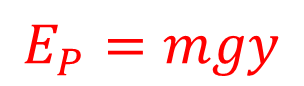 E_P = mgy